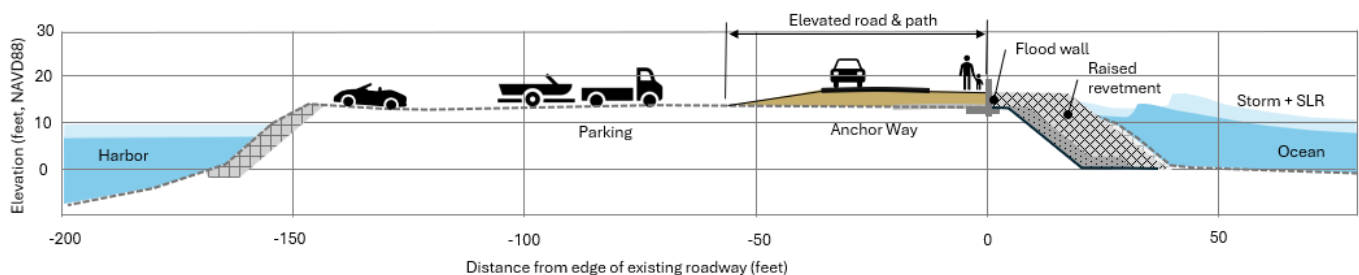 Elevated road & path
30
Flood wall
Raised
revetment
20
Storm + SLR
10
Parking
Anchor Way
Harbor
Ocean
0
Elevation (feet, NAVD88)
-200
-150
-100
-50
0
50
Distance from edge of existing roadway (feet)